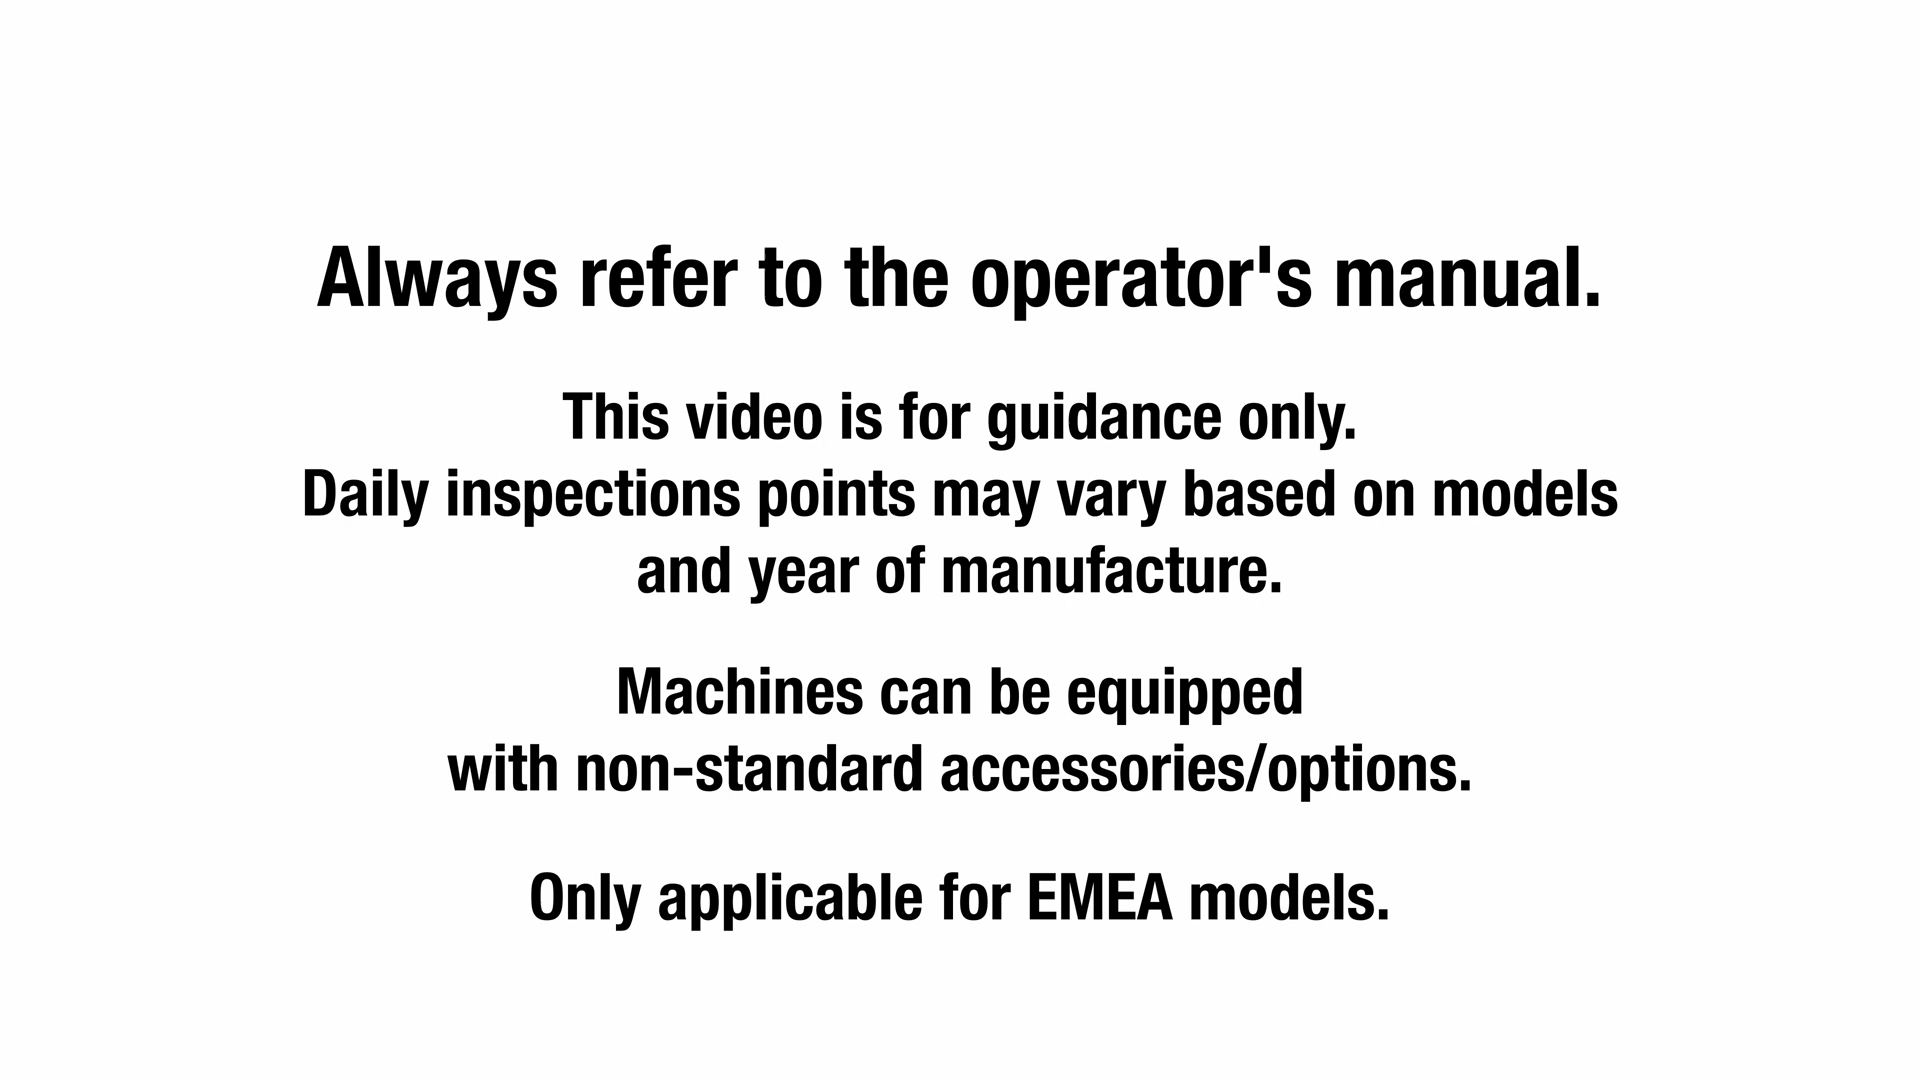 Always refer to the operator's manual.
This video is for guidance only.
Daily inspections points may vary based on models
and year of manufacture.
Machines can be equipped
with non-standard accessories/options.
Only applicable for EMEA models.